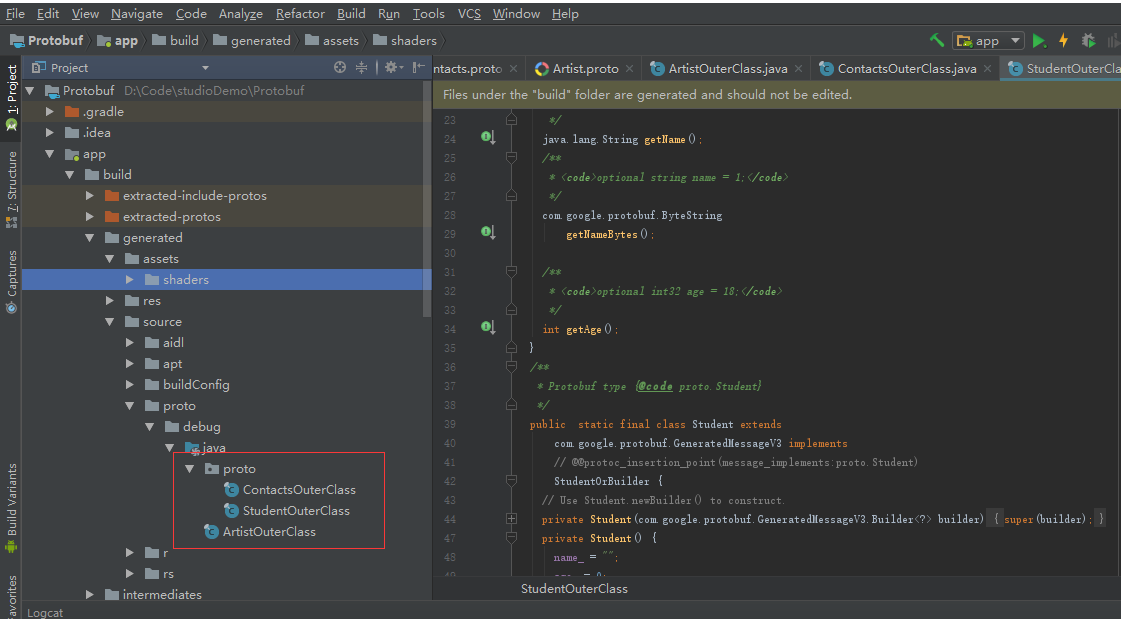 File Edit View Navigate Code Analyze Refactor Build Run Tools VCS Window Help
Protobuf app build generated assets shaders app
1: Project
7: Structure
Captures
Build Variants
Project
Protobuf D:\Code\studioDemo\Protobuf
.gradle
.idea
app
build
extracted-include-protos
extracted-protos
generated
assets
shaders
res
source
aidl
apt
buildConfig
proto
debug
java
proto
ContactsOuterClass
StudentOuterClass
ArtistOuterClass
r
rs
intermediates
ntacts.proto Artist.proto ArtistOuterClass.java ContactsOuterClass.java StudentOuterCla
Files under the "build" folder are generated and should not be edited.
23 */
24 java.lang.String getName();
25 /**
26 * <code>optional string name = 1;</code>
27 */
28 com.google.protobuf.ByteString
29 getNameBytes();
30
31 /**
32 * <code>optional int32 age = 18;</code>
33 */
34 int getAge();
35 }
36 /**
37 * Protobuf type {@code proto.Student}
38 */
39 public static final class Student extends
40 com.google.protobuf.GeneratedMessageV3 implements
41 // @@protoc_insertion_point(message_implements:proto.Student)
42 StudentOrBuilder {
43 // Use Student.newBuilder() to construct.
44 private Student(com.google.protobuf.GeneratedMessageV3.Builder<?> builder) { super(builder); }
47 private Student() {
48 name_ = "";
StudentOuterClass
Logcat